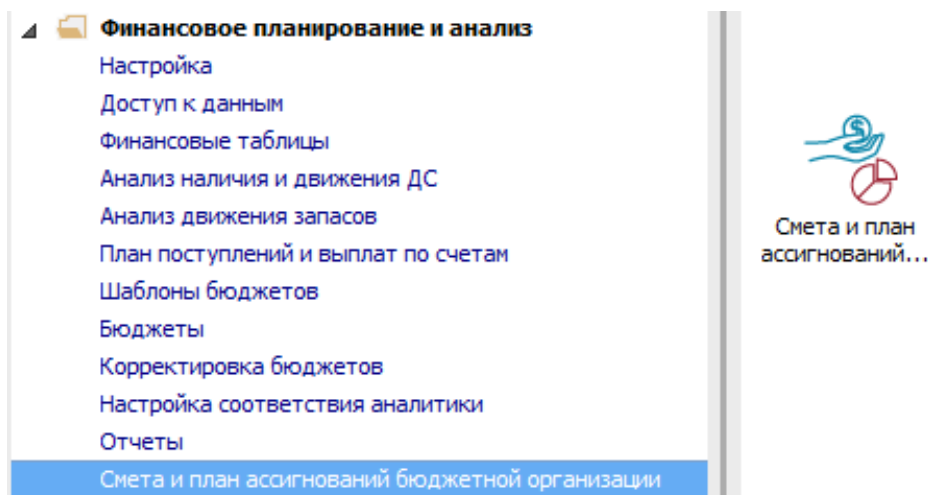 Финансовое планирование и анализ
Настройка
Доступ к данным
Финансовые таблицы
Анализ наличия и движения ДС
Анализ движения запасов
План поступлений и выплат по счетам
Шаблоны бюджетов
Бюджеты
Корректировка бюджетов
Настройка соответствия аналитики
Отчеты
Смета и план ассигнований бюджетной организации
Смета и план
ассигнований...